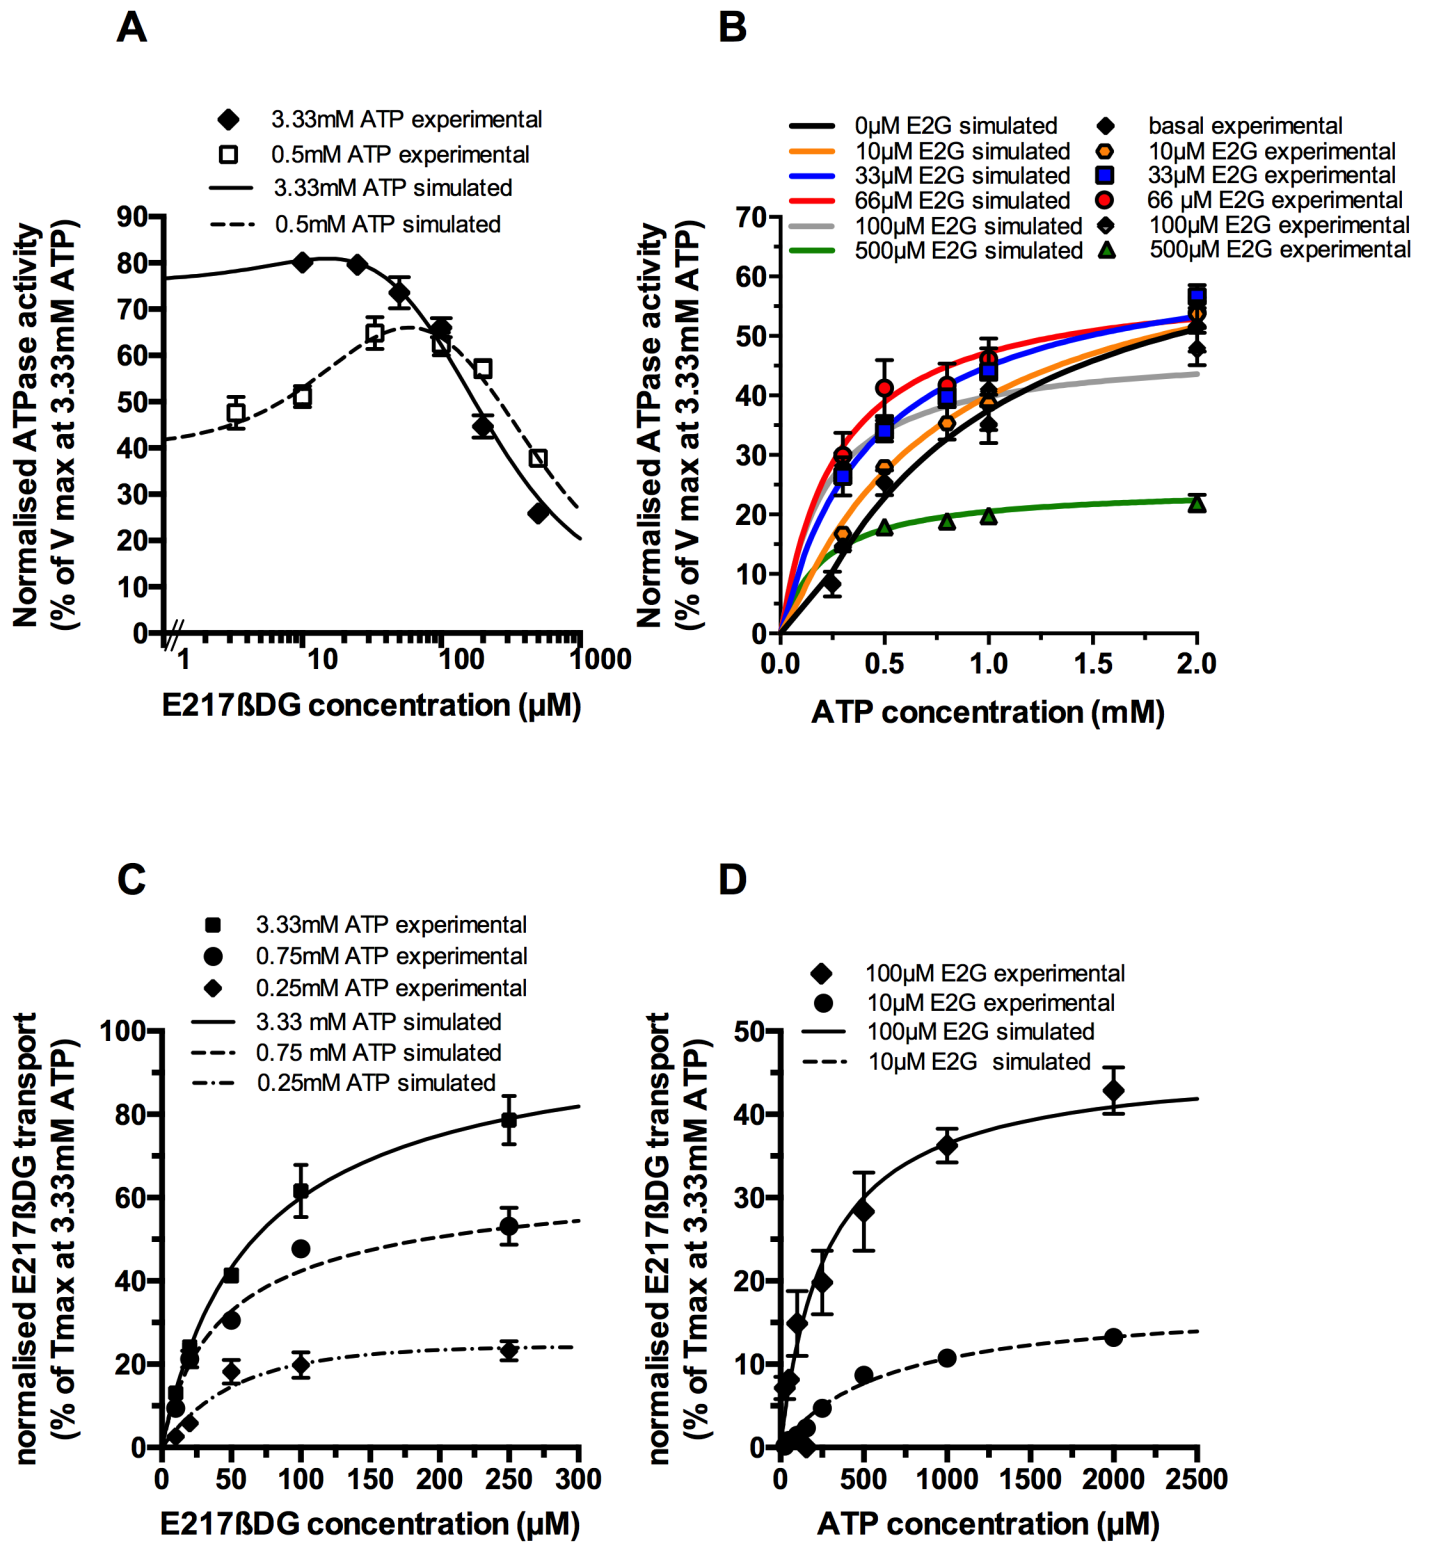 A
3.33mM ATP experimental
0.5mM ATP experimental
3.33mM ATP simulated
0.5mM ATP simulated
Normalised ATPase activity
(% of V max at 3.33mM ATP)
90
80
70
60
50
40
30
20
10
0
1
10
100
1000
E217ßDG concentration (µM)
B
0µM E2G simulated
10µM E2G simulated
33µM E2G simulated
66µM E2G simulated
100µM E2G simulated
500µM E2G simulated
basal experimental
10µM E2G experimental
33µM E2G experimental
66 µM E2G experimental
100µM E2G experimental
500µM E2G experimental
Normalised ATPase activity
(% of V max at 3.33mM ATP)
70
60
50
40
30
20
10
0
0.0
0.5
1.0
1.5
2.0
ATP concentration (mM)
C
3.33mM ATP experimental
0.75mM ATP experimental
0.25mM ATP experimental
3.33 mM ATP simulated
0.75 mM ATP simulated
0.25mM ATP simulated
normalised E217ßDG transport
(% of Tmax at 3.33mM ATP)
100
80
60
40
20
0
0
50
100
150
200
250
300
E217ßDG concentration (µM)
D
100µM E2G experimental
10µM E2G experimental
100µM E2G simulated
10µM E2G simulated
normalised E217ßDG transport
(% of Tmax at 3.33mM ATP)
50
40
30
20
10
0
0
500
1000
1500
2000
2500
ATP concentration (µM)